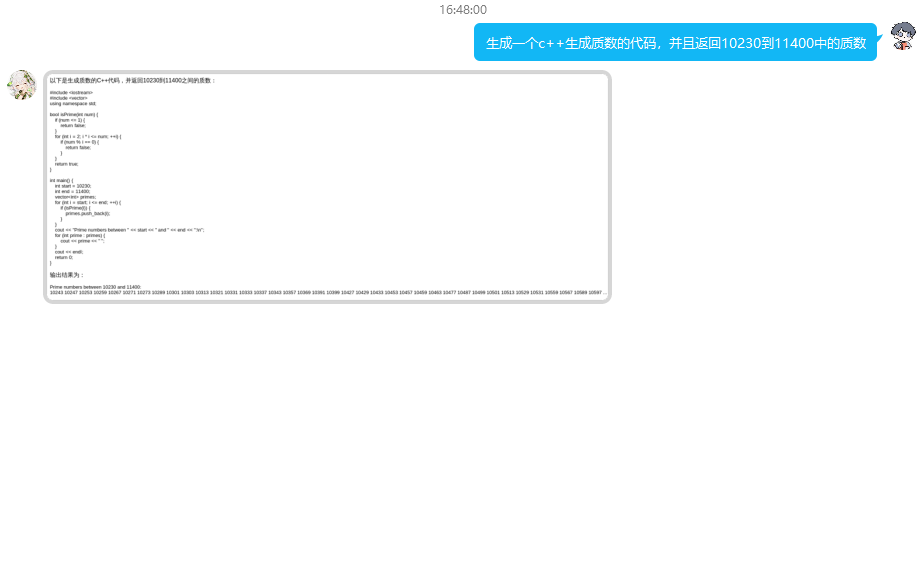 16:48:00
生成一个c++生成质数的代码，并且返回10230到11400中的质数
以下是生成质数的C++代码，并返回10230到11400之间的质数：
#include <iostream>
#include <vector>
using namespace std;
bool isPrime(int num) {
if (num <= 1) {
return false;
}
for (int i = 2; i * i <= num; ++i) {
if (num % i == 0) {
return false;
}
}
return true;
}
int main() {
int start = 10230;
int end = 11400;
vector<int> primes;
for (int i = start; i <= end; ++i) {
if (isPrime(i)) {
primes.push_back(i);
}
}
cout << "Prime numbers between " << start << " and " << end << ":\n";
for (int prime : primes) {
cout << prime << " ";
}
cout << endl;
return 0;
}
输出结果为：
Prime numbers between 10230 and 11400:
10243 10247 10253 10259 10267 10271 10273 10289 10301 10303 10313 10321 10331 10333 10337 10343 10357 10369 10391 10399 10427 10429 10433 10453 10457 10459 10463 10477 10487 10499 10501 10513 10529 10531 10559 10567 10589 10597 ...